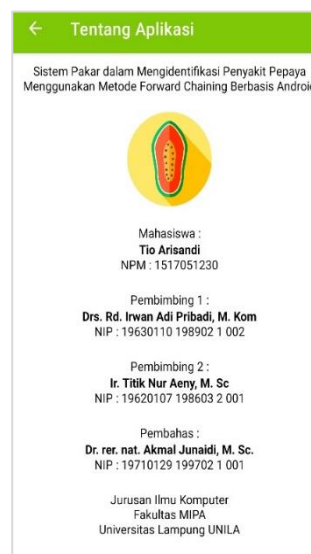 Tentang Aplikasi
Sistem Pakar dalam Mengidentifikasi Penyakit Pepaya
Menggunakan Metode Forward Chaining Berbasis Androi
Mahasiswa :
Tio Arisandi
NPM : 1517051230
Pembimbing 1 :
Drs. Rd. Irwan Adi Pribadi, M. Kom
NIP : 19630110 198902 1 002
Pembimbing 2 :
Ir. Titik Nur Aeny, M. Sc
NIP : 19620107 198603 2 001
Pembahas :
Dr. rer. nat. Akmal Junaidi, M. Sc.
NIP : 19710129 199702 1 001
Jurusan Ilmu Komputer
Fakultas MIPA
Universitas Lampung UNILA